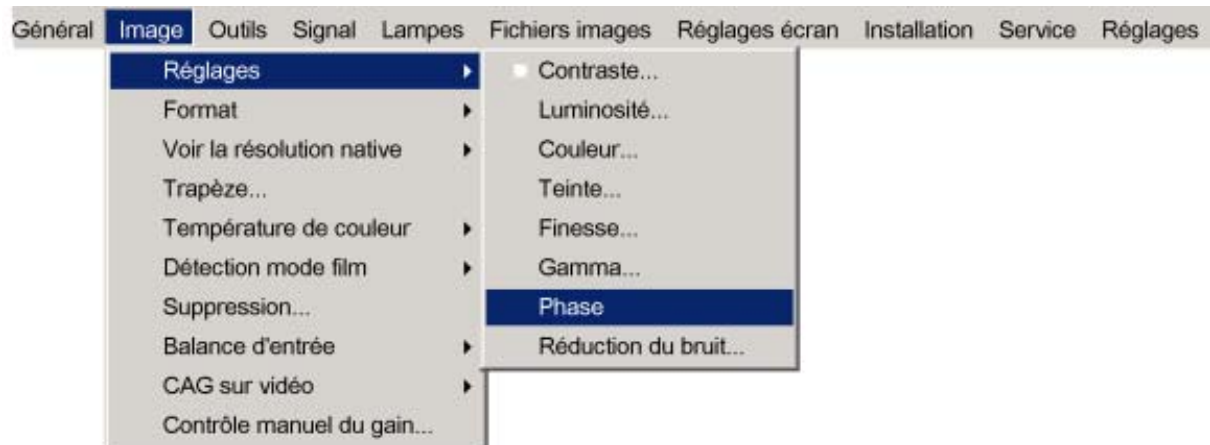 Général Image Outils Signal Lampes Fichiers images Réglages écran Installation Service Réglages
Réglages
Format
Voir la résolution native
Trapèze...
Température de couleur
Détection mode film
Suppression...
Balance d'entrée
CAG sur vidéo
Contrôle manuel du gain...
Contraste...
Luminosité...
Couleur...
Teinte...
Finesse...
Gamma...
Phase
Réduction du bruit...